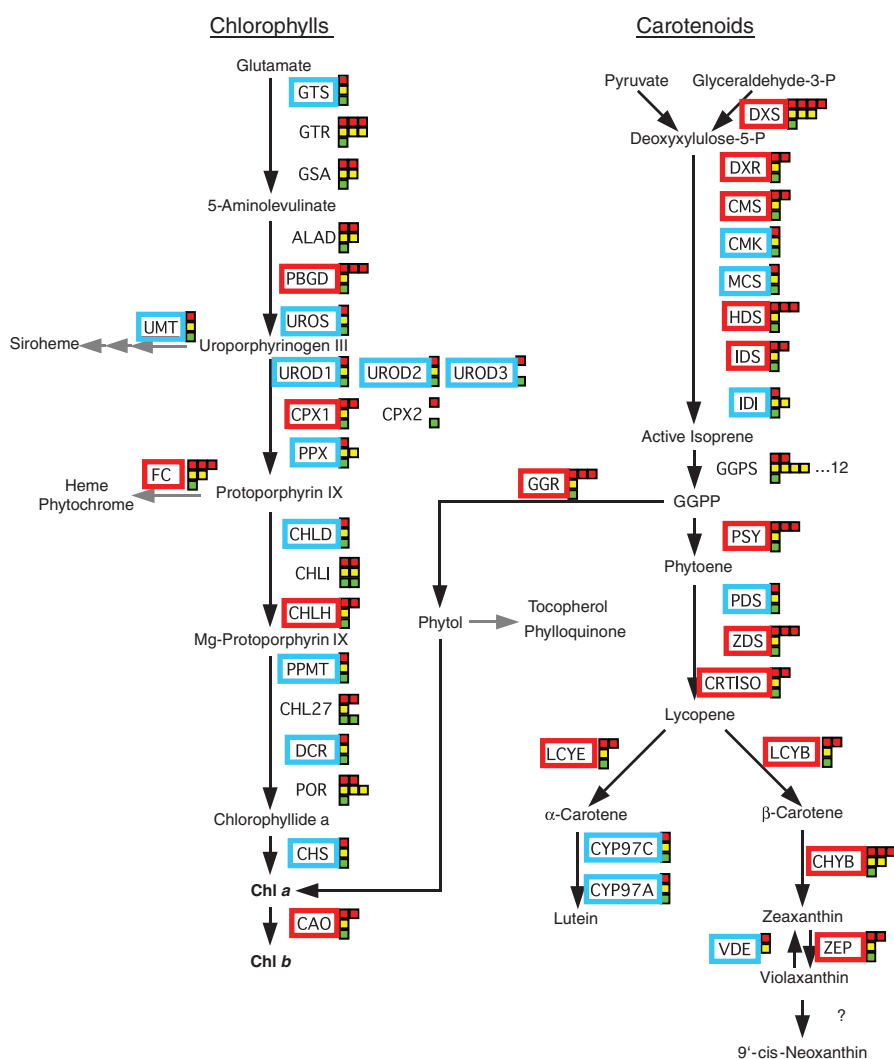 Chlorophylls
Carotenoids
Glutamate
GTS
GTR
GSA
5-Aminolevulinate
ALAD
PBGD
UROS
UMT
Siroheme
Uroporphyrinogen III
UROD1
UROD2
UROD3
CPX1
CPX2
PPX
FC
Heme
Phytochrome
Protoporphyrin IX
CHLD
CHLI
CHLH
Mg-Protoporphyrin IX
PPMT
CHL27
DCR
POR
Chlorophyllide a
CHS
Chl a
CAO
Chl b
Pyruvate
Glyceraldehyde-3-P
DXS
Deoxyxylulose-5-P
DXR
CMS
CMK
MCS
HDS
IDS
IDI
Active Isoprene
GGPS
...12
GGR
GGPP
PSY
Phytoene
Phytol
Tocopherol
Phylloquinone
PDS
ZDS
CRTISO
Lycopene
LCYE
LCYB
α-Carotene
β-Carotene
CYP97C
CYP97A
Lutein
CHYB
Zeaxanthin
VDE
ZEP
Violaxanthin
?
9'-cis-Neoxanthin